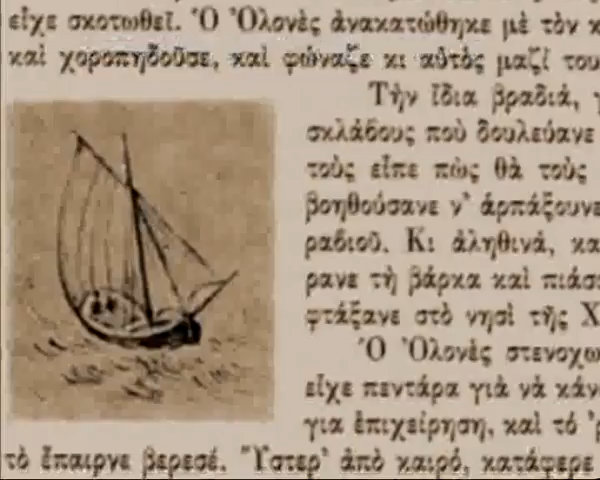 εἶχε σκοτωθεῖ. Ὁ Ὀλονὲς ἀνακατώθηκε μὲ τὸν κ
καὶ χοροπηδοῦσε, καὶ φώναζε κι αὐτὸς μαζί του
Τὴν ἴδια βραδιά, γ
σκλάβους ποὺ δουλεύανε
τοὺς εἶπε πὼς θὰ τοὺς
βοηθούσανε ν' ἁρπάξουνε
ραδιοῦ. Κι ἀληθινά, κα
ρανε τὴ βάρκα καὶ πιάσ
φτάξανε στὸ νησὶ τῆς Χ
Ὁ Ὀλονὲς στενοχω
εἶχε πεντάρα γιὰ νὰ κάν
για ἐπιχείρηση, καὶ τό 'ρ
τὸ ἔπαιρνε βερεσέ. Ὕστερ' ἀπὸ καιρό, κατάφερε